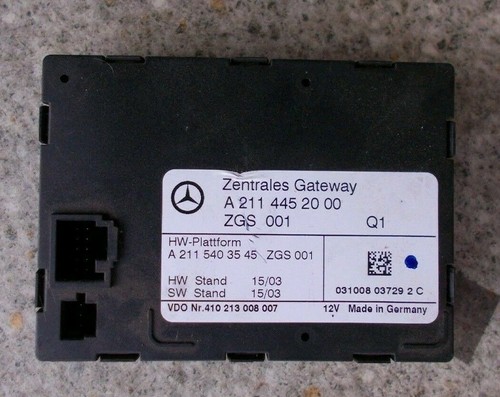 Zentrales Gateway
A 211 445 20 00
ZGS 001 Q1
HW-Plattform
A 211 540 35 45 ZGS 001
HW Stand 15/03
SW Stand 15/03
031008 03729 2 C
VDO Nr.410 213 008 007 12V Made in Germany